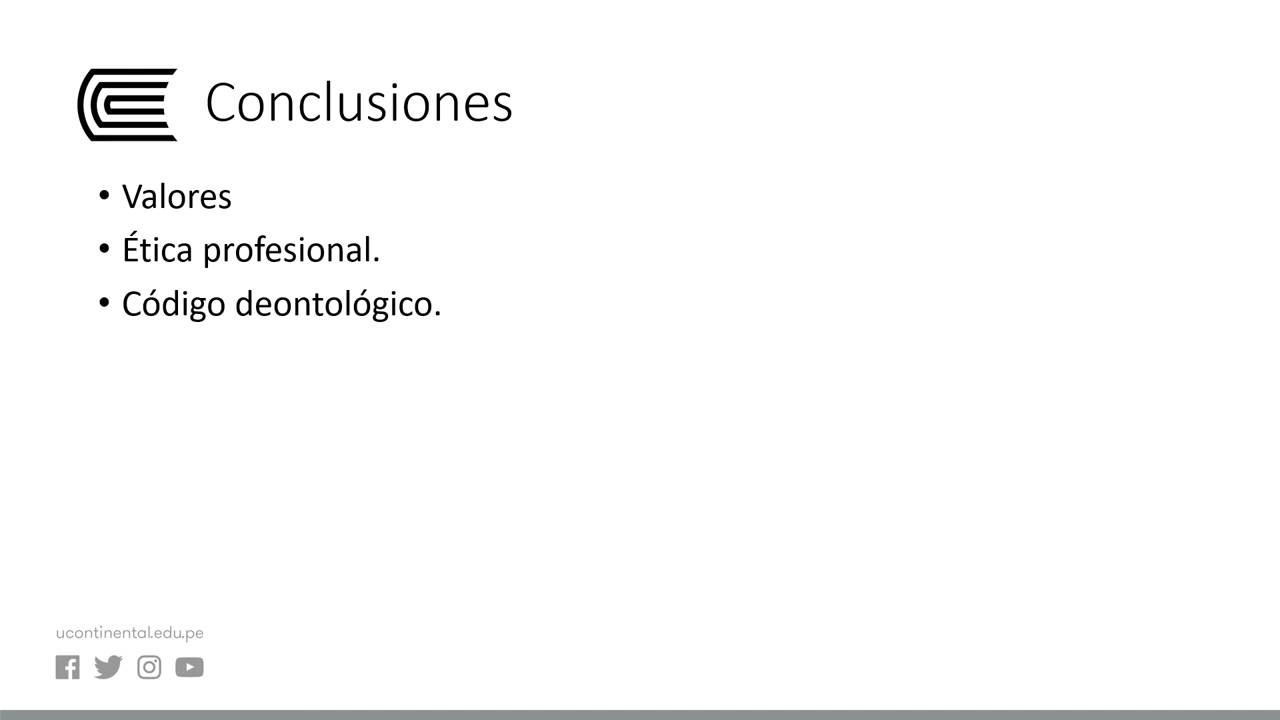 Conclusiones
• Valores
• Ética profesional.
• Código deontológico.
ucontinental.edu.pe